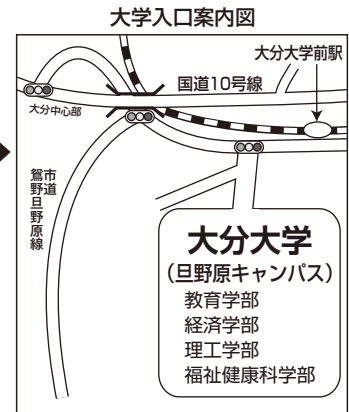 大学入口案内図
大分大学前駅
国道10号線
大分中心部
市道
鴛野旦野原線
大分大学
(旦野原キャンパス)
教育学部
経済学部
理工学部
福祉健康科学部